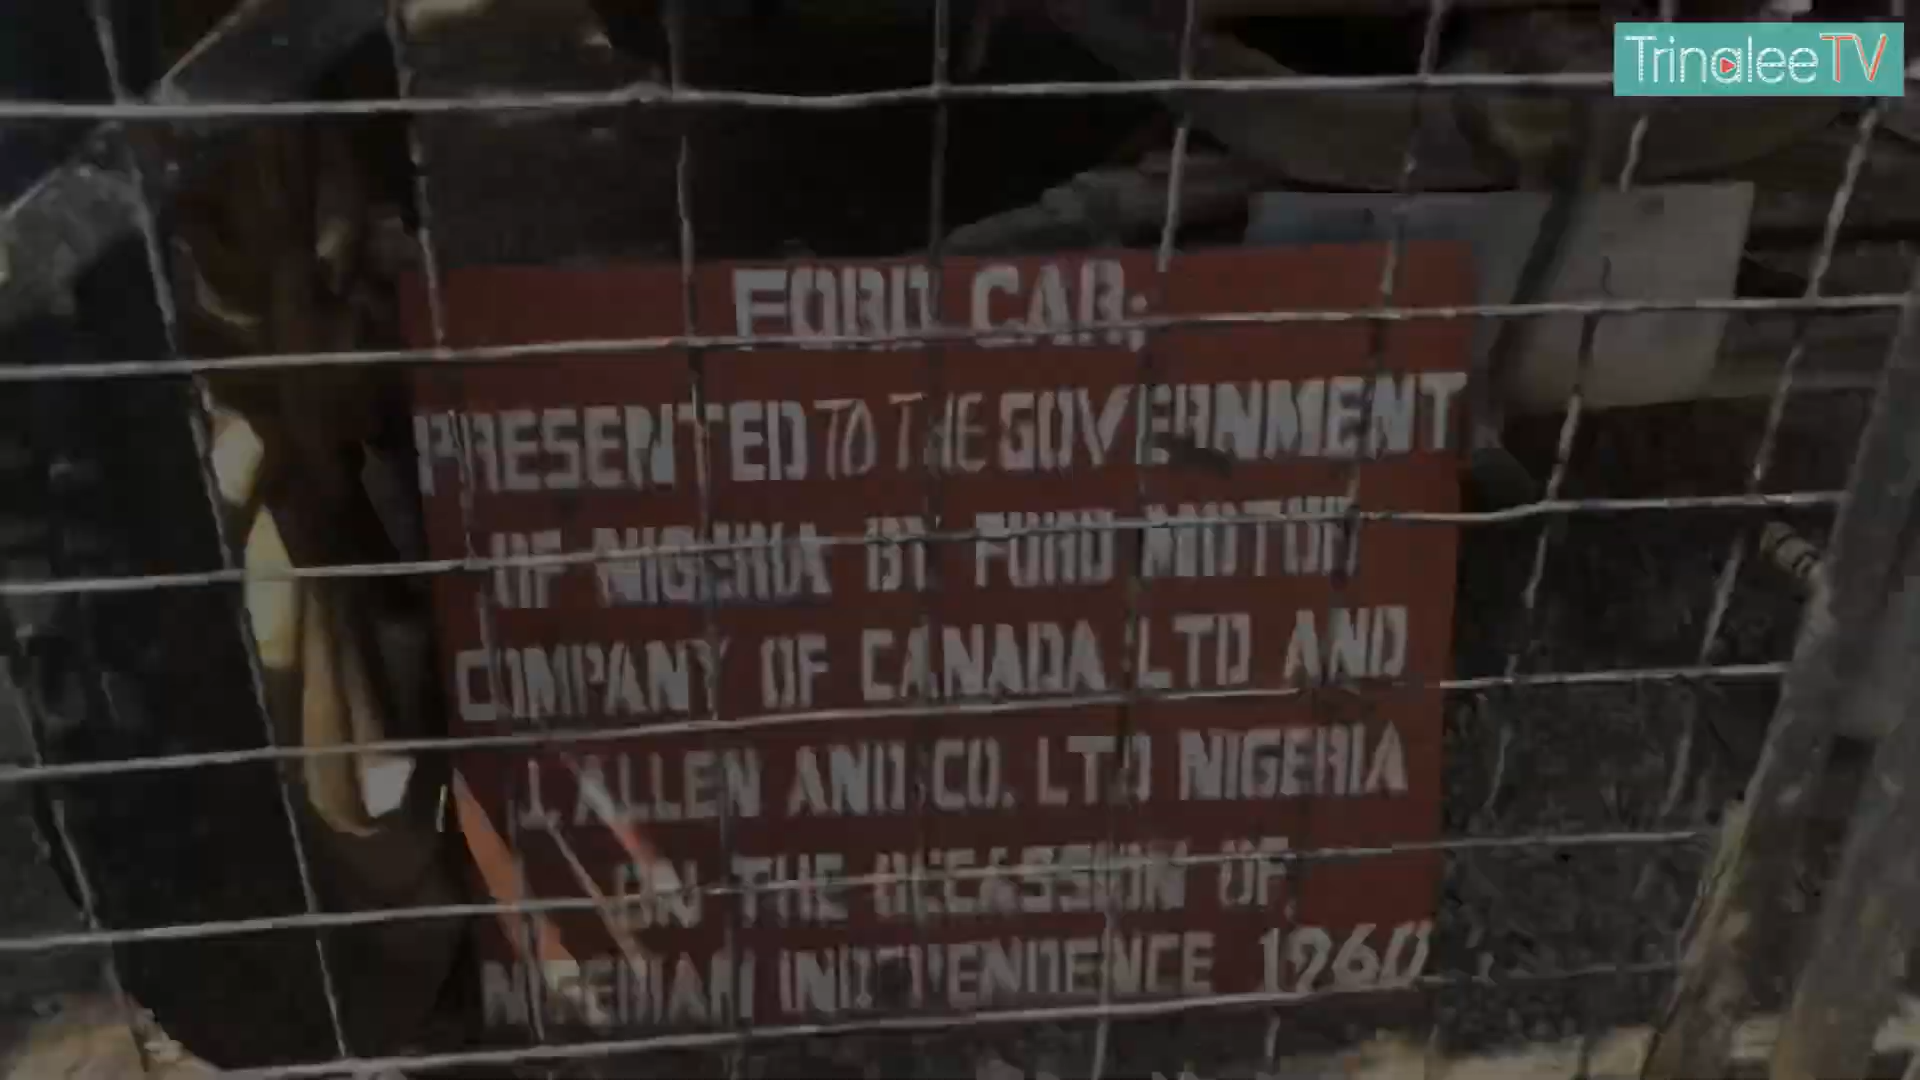 TrinaleeTV
FORD CAR;
PRESENTED TO THE GOVERNMENT
OF NIGERIA BY FORD MOTOR
COMPANY OF CANADA LTD AND
J. ALLEN AND CO. LTD NIGERIA
ON THE OCCASSION OF
NIGERIAN INDEPENDENCE 1960